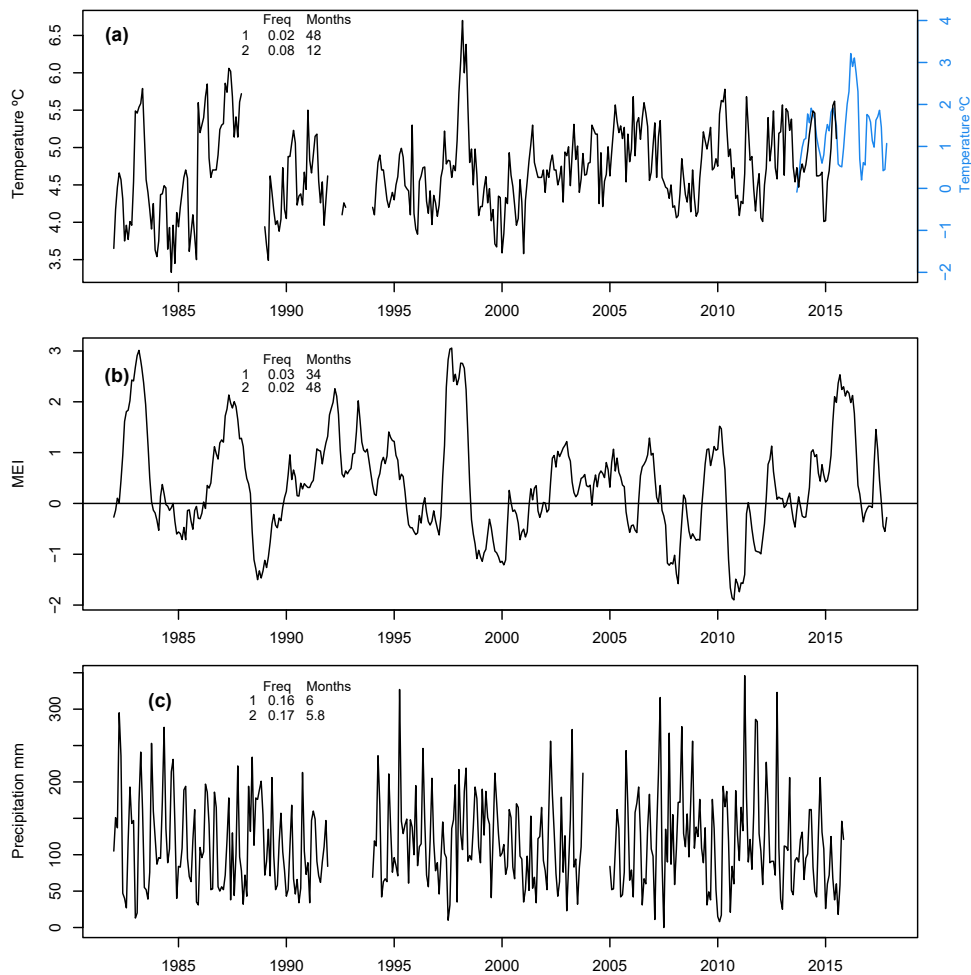 (a)
Freq Months
1 0.02 48
2 0.08 12
Temperature ºC
6.5
6.0
5.5
5.0
4.5
4.0
3.5
4
3
2
1
0
−1
−2
Temperature ºC
1985 1990 1995 2000 2005 2010 2015
(b)
Freq Months
1 0.03 34
2 0.02 48
MEI
3
2
1
0
−1
−2
1985 1990 1995 2000 2005 2010 2015
(c)
Freq Months
1 0.16 6
2 0.17 5.8
Precipitation mm
300
200
100
50
0
1985 1990 1995 2000 2005 2010 2015